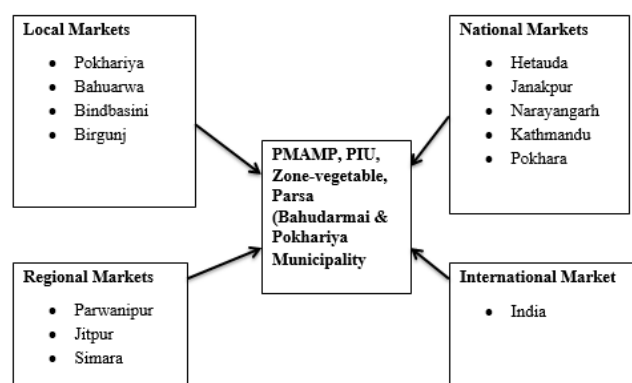 Local Markets
• Pokhariya
• Bahuarwa
• Bindbasini
• Birgunj
National Markets
• Hetauda
• Janakpur
• Narayangarh
• Kathmandu
• Pokhara
PMAMP, PIU,
Zone-vegetable,
Parsa
(Bahudarmai &
Pokhariya
Municipality
Regional Markets
• Parwanipur
• Jitpur
• Simara
International Market
• India